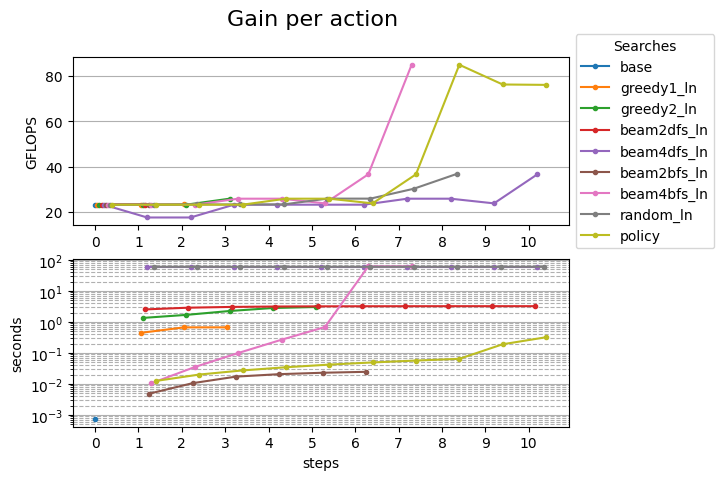 Gain per action
GFLOPS
80
60
40
20
0 1 2 3 4 5 6 7 8 9 10
Searches
base
greedy1_ln
greedy2_ln
beam2dfs_ln
beam4dfs_ln
beam2bfs_ln
beam4bfs_ln
random_ln
policy
seconds
10²
10¹
10⁰
10⁻¹
10⁻²
10⁻³
0 1 2 3 4 5 6 7 8 9 10
steps